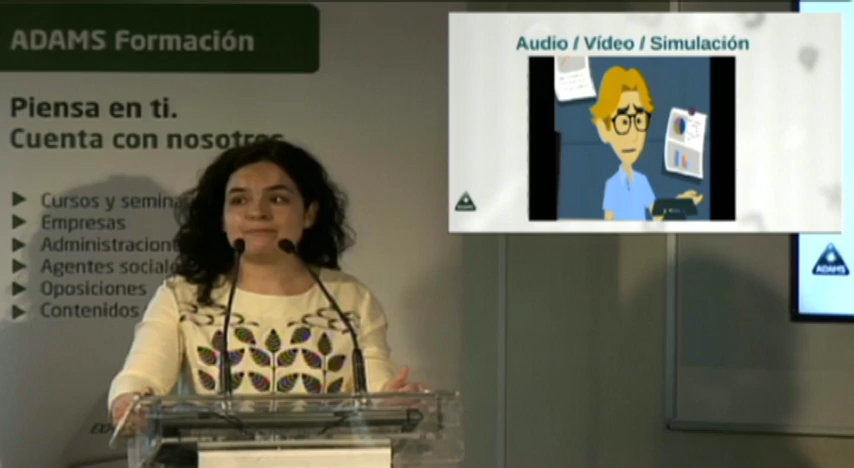 ADAMS Formación
Piensa en ti.
Cuenta con nosotros
Cursos y semina
Empresas
Administracion
Agentes sociale
Oposiciones
Contenidos
Audio / Vídeo / Simulación
ADAMS
ADAMS